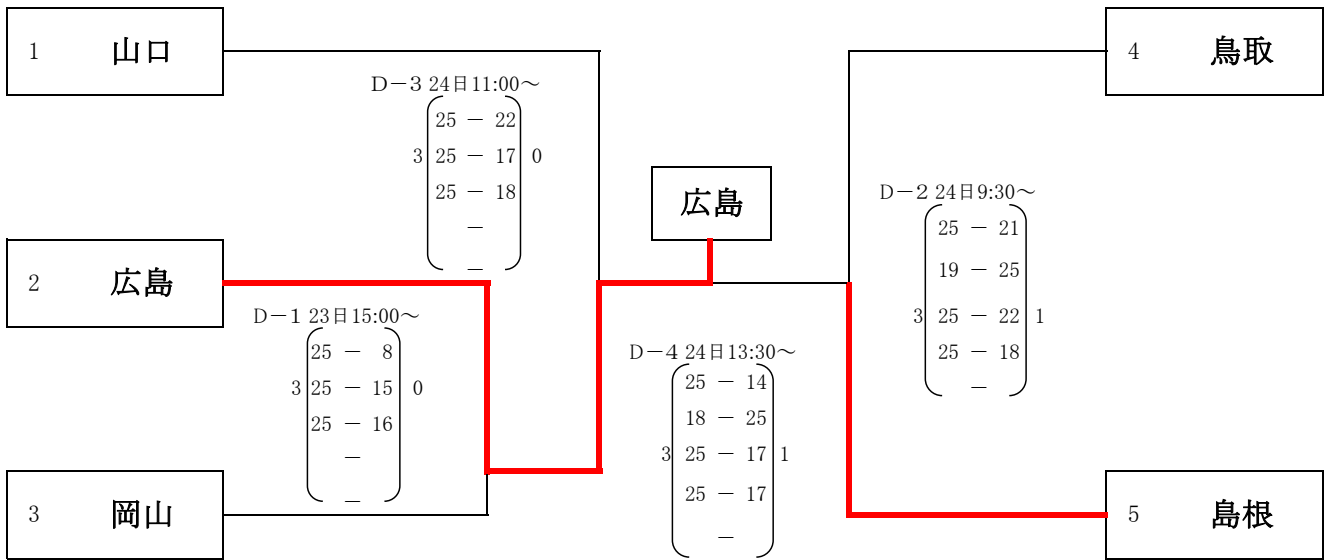 1 山口
4 鳥取
D－3 24日11:00～
25 － 22
3 25 － 17 0
25 － 18
－
－
広島
D－2 24日9:30～
25 － 21
19 － 25
3 25 － 22 1
25 － 18
－
2 広島
D－1 23日15:00～
25 － 8
3 25 － 15 0
25 － 16
－
－
D－4 24日13:30～
25 － 14
18 － 25
3 25 － 17 1
25 － 17
－
3 岡山
5 島根